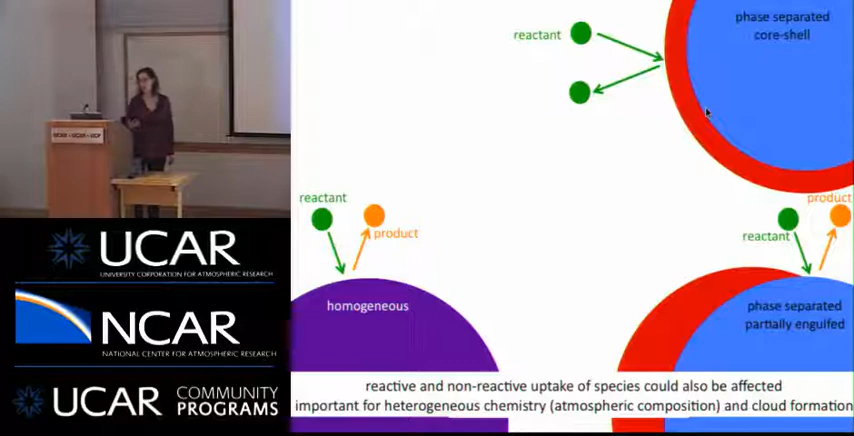 phase separated
core-shell
reactant
reactant
product
product
reactant
homogeneous
phase separated
partially engulfed
reactive and non-reactive uptake of species could also be affected
important for heterogeneous chemistry (atmospheric composition) and cloud formation
UCAR
UNIVERSITY CORPORATION FOR ATMOSPHERIC RESEARCH
NCAR
NATIONAL CENTER FOR ATMOSPHERIC RESEARCH
UCAR
COMMUNITY
PROGRAMS